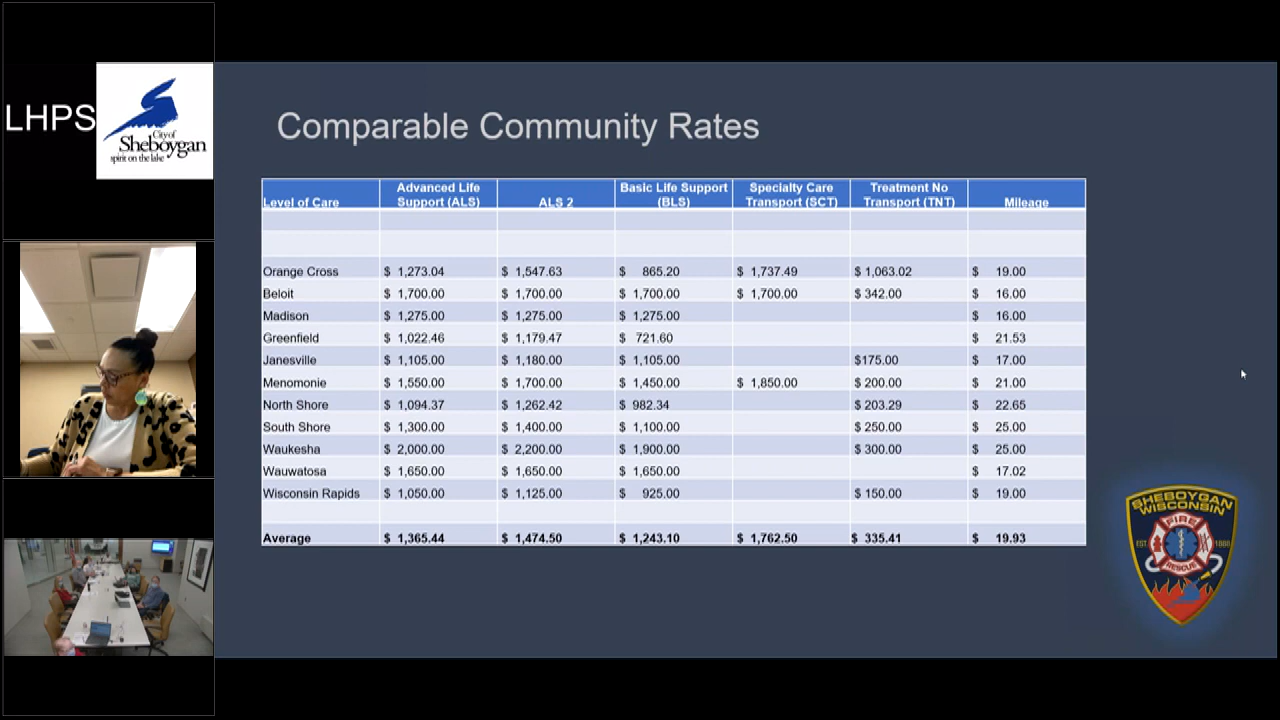 LHPS
City of
Sheboygan
spirit on the lake
Comparable Community Rates
Level of Care Advanced Life Support (ALS) ALS 2 Basic Life Support (BLS) Specialty Care Transport (SCT) Treatment No Transport (TNT) Mileage
Orange Cross $ 1,273.04 $ 1,547.63 $ 865.20 $ 1,737.49 $ 1,063.02 $ 19.00
Beloit $ 1,700.00 $ 1,700.00 $ 1,700.00 $ 1,700.00 $ 342.00 $ 16.00
Madison $ 1,275.00 $ 1,275.00 $ 1,275.00 $ 16.00
Greenfield $ 1,022.46 $ 1,179.47 $ 721.60 $ 21.53
Janesville $ 1,105.00 $ 1,180.00 $ 1,105.00 $175.00 $ 17.00
Menomonie $ 1,550.00 $ 1,700.00 $ 1,450.00 $ 1,850.00 $ 200.00 $ 21.00
North Shore $ 1,094.37 $ 1,262.42 $ 982.34 $ 203.29 $ 22.65
South Shore $ 1,300.00 $ 1,400.00 $ 1,100.00 $ 250.00 $ 25.00
Waukesha $ 2,000.00 $ 2,200.00 $ 1,900.00 $ 300.00 $ 25.00
Wauwatosa $ 1,650.00 $ 1,650.00 $ 1,650.00 $ 17.02
Wisconsin Rapids $ 1,050.00 $ 1,125.00 $ 925.00 $ 150.00 $ 19.00
Average $ 1,365.44 $ 1,474.50 $ 1,243.10 $ 1,762.50 $ 335.41 $ 19.93
SHEBOYGAN
WISCONSIN
FIRE
EST. 1888
RESCUE